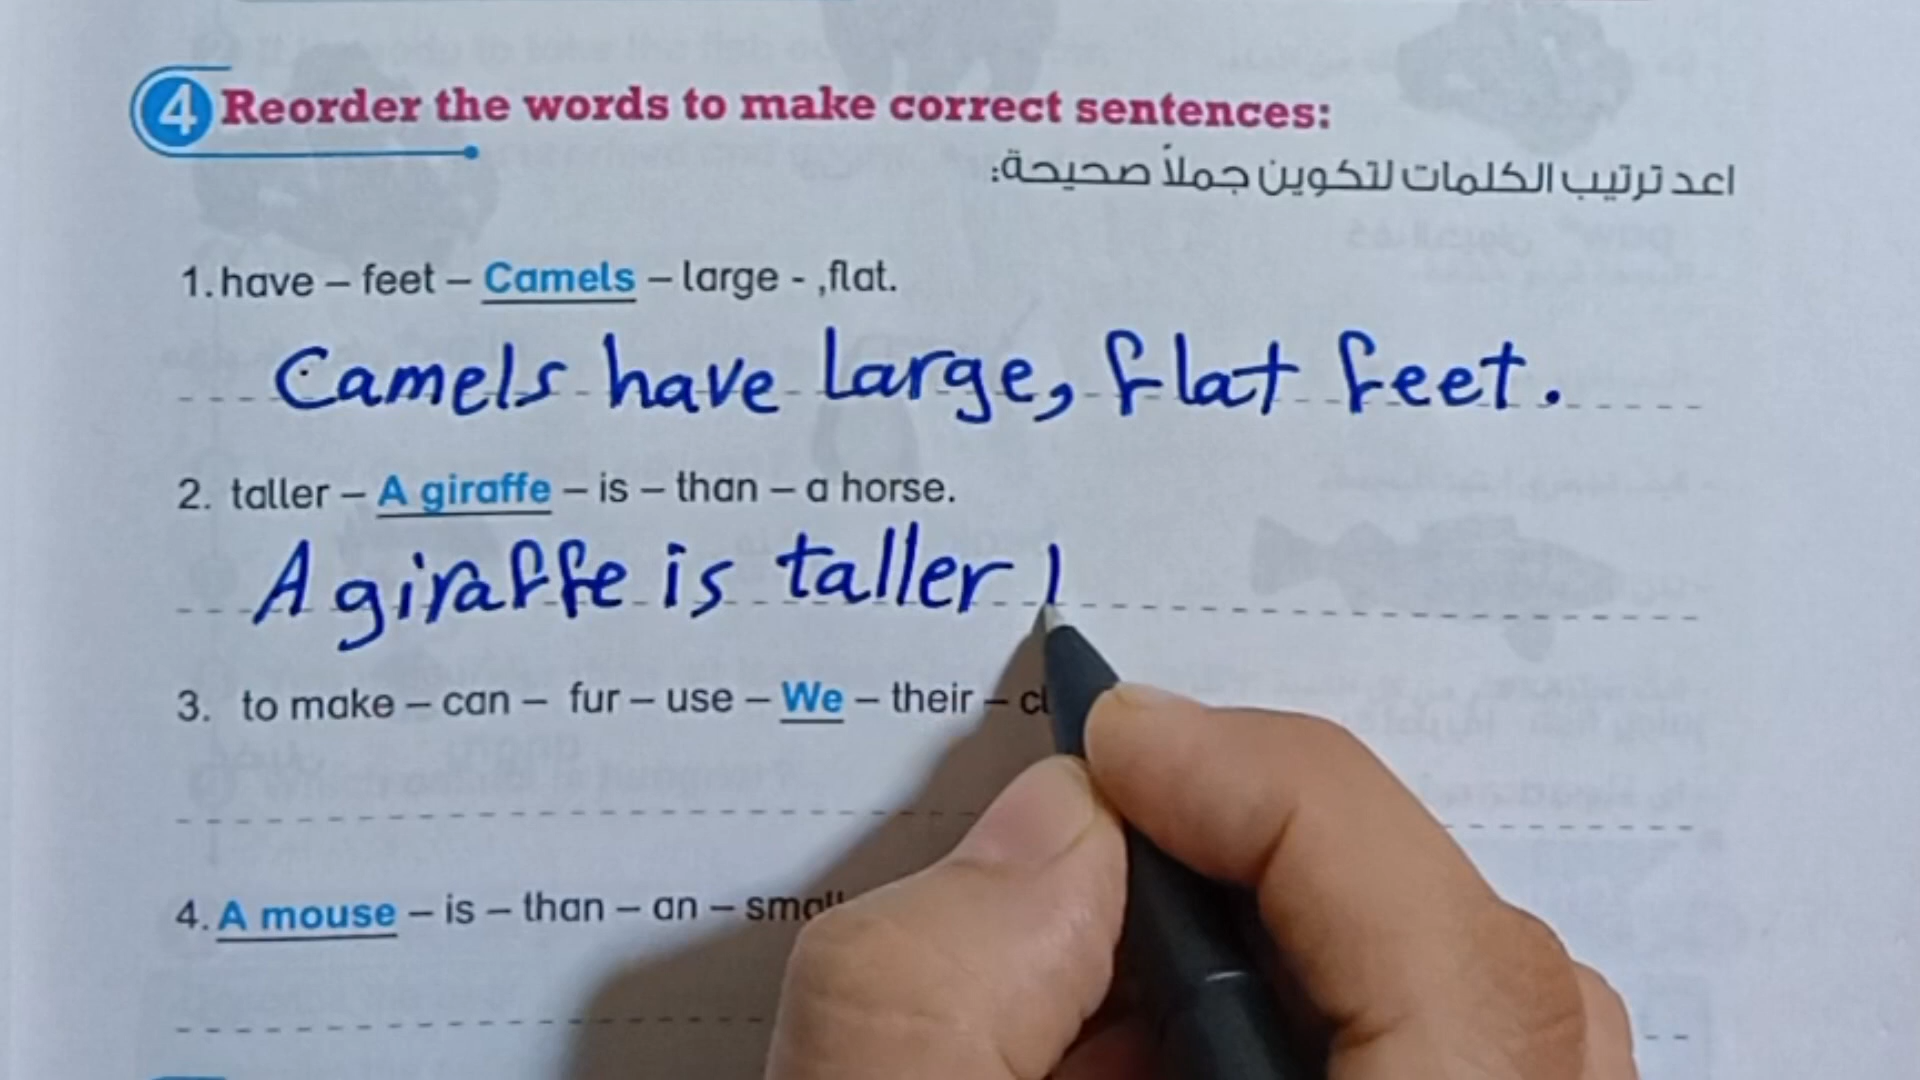 4 Reorder the words to make correct sentences:
اعد ترتيب الكلمات لتكوين جملاً صحيحة:
1. have – feet – Camels – large - ,flat.
Camels have large, flat feet.
2. taller – A giraffe – is – than – a horse.
A giraffe is taller
3. to make – can – fur – use – We – their –
4. A mouse – is – than – an –